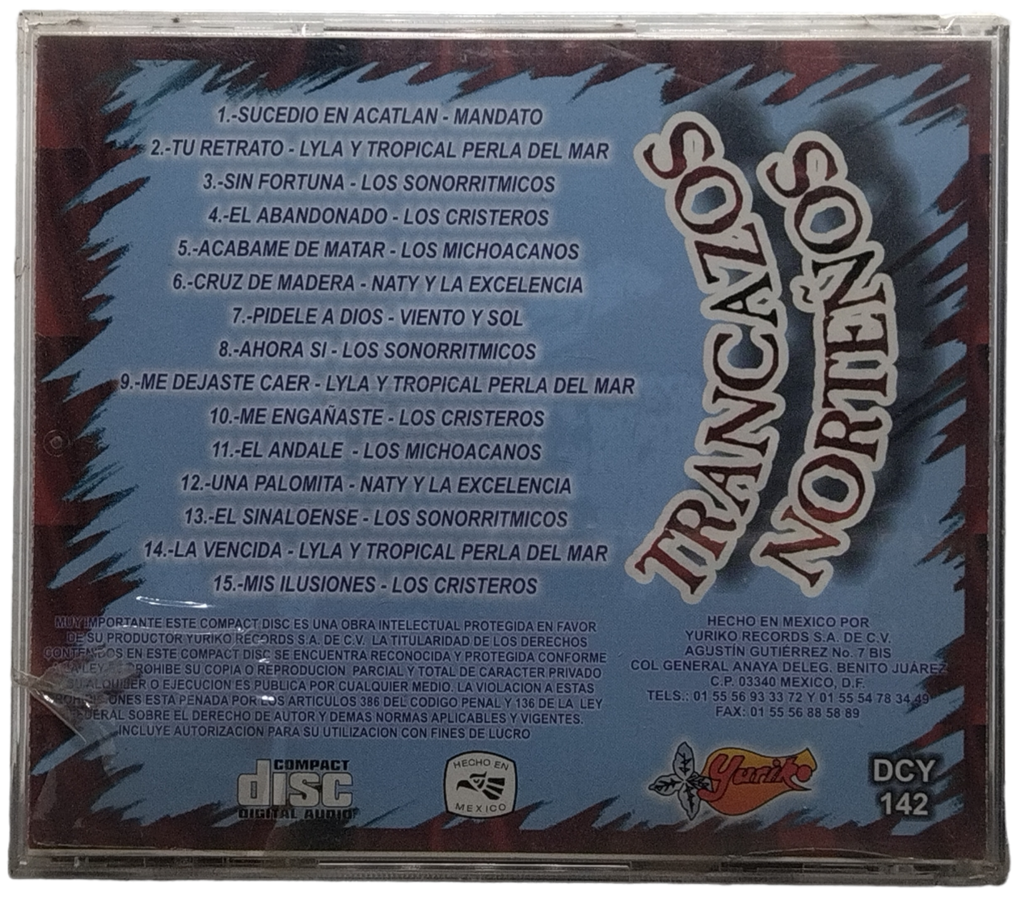 1.-SUCEDIO EN ACATLAN - MANDATO
2.-TU RETRATO - LYLA Y TROPICAL PERLA DEL MAR
3.-SIN FORTUNA - LOS SONORRITMICOS
4.-EL ABANDONADO - LOS CRISTEROS
5.-ACABAME DE MATAR - LOS MICHOACANOS
6.-CRUZ DE MADERA - NATY Y LA EXCELENCIA
7.-PIDELE A DIOS - VIENTO Y SOL
8.-AHORA SI - LOS SONORRITMICOS
9.-ME DEJASTE CAER - LYLA Y TROPICAL PERLA DEL MAR
10.-ME ENGAÑASTE - LOS CRISTEROS
11.-EL ANDALE - LOS MICHOACANOS
12.-UNA PALOMITA - NATY Y LA EXCELENCIA
13.-EL SINALOENSE - LOS SONORRITMICOS
14.-LA VENCIDA - LYLA Y TROPICAL PERLA DEL MAR
15.-MIS ILUSIONES - LOS CRISTEROS
TRANCAZOS
NORTEÑOS
MUY IMPORTANTE ESTE COMPACT DISC ES UNA OBRA INTELECTUAL PROTEGIDA EN FAVOR
DE SU PRODUCTOR YURIKO RECORDS S.A. DE C.V. LA TITULARIDAD DE LOS DERECHOS
CONTENIDOS EN ESTE COMPACT DISC SE ENCUENTRA RECONOCIDA Y PROTEGIDA CONFORME
PROHIBE SU COPIA O REPRODUCION PARCIAL Y TOTAL DE CARACTER PRIVADO
SU ALQUILER O EJECUCION ES PUBLICA POR CUALQUIER MEDIO. LA VIOLACION A ESTAS
ESTA PENADA POR LOS ARTICULOS 386 DEL CODIGO PENAL Y 136 DE LA LEY
FEDERAL SOBRE EL DERECHO DE AUTOR Y DEMAS NORMAS APLICABLES Y VIGENTES.
INCLUYE AUTORIZACION PARA SU UTILIZACION CON FINES DE LUCRO
HECHO EN MEXICO POR
YURIKO RECORDS S.A. DE C.V.
AGUSTÍN GUTIÉRREZ No. 7 BIS
COL GENERAL ANAYA DELEG. BENITO JUÁREZ
C.P. 03340 MEXICO, D.F.
TELS.: 01 55 56 93 33 72 Y 01 55 54 78 34 49
FAX: 01 55 56 88 58 89
COMPACT
disc
DIGITAL AUDIO
HECHO EN
MEXICO
Yuriko
DCY
142